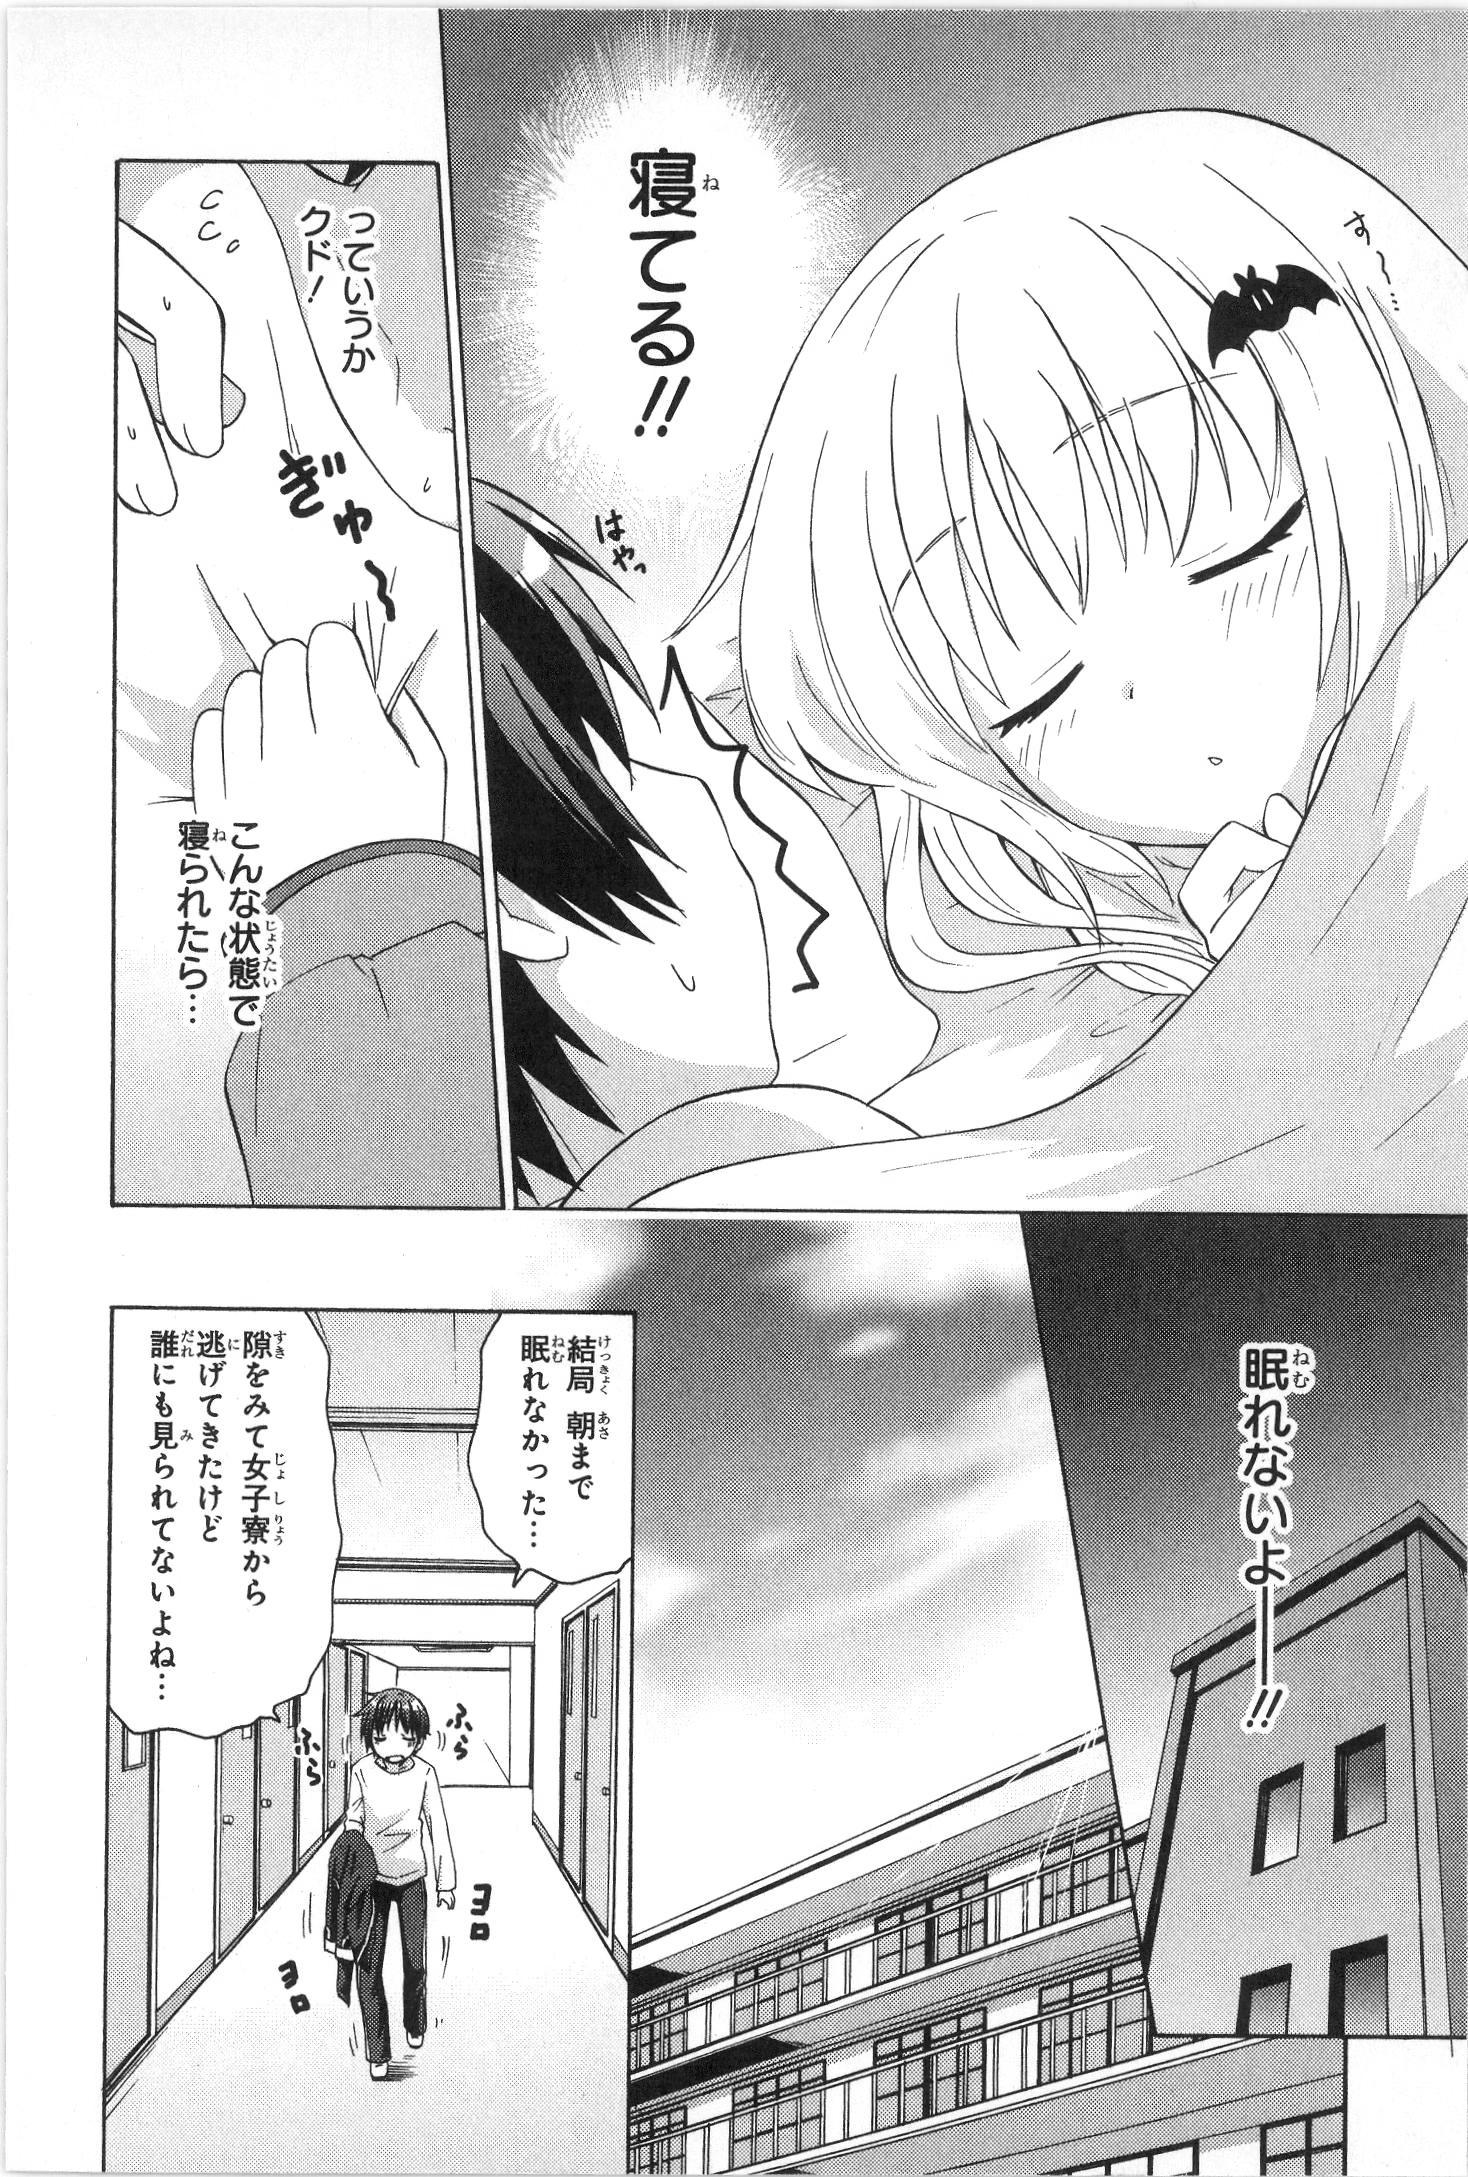 すー…
寝てる!!
はやっ
っていうか
クド!
ぎゅ〜
こんな状態で
寝られたら…
眠れないよ――!!
結局 朝まで
眠れなかった…
隙をみて女子寮から
逃げてきたけど
誰にも見られてないよね…
ふら
ふら
ヨロ
ヨロ